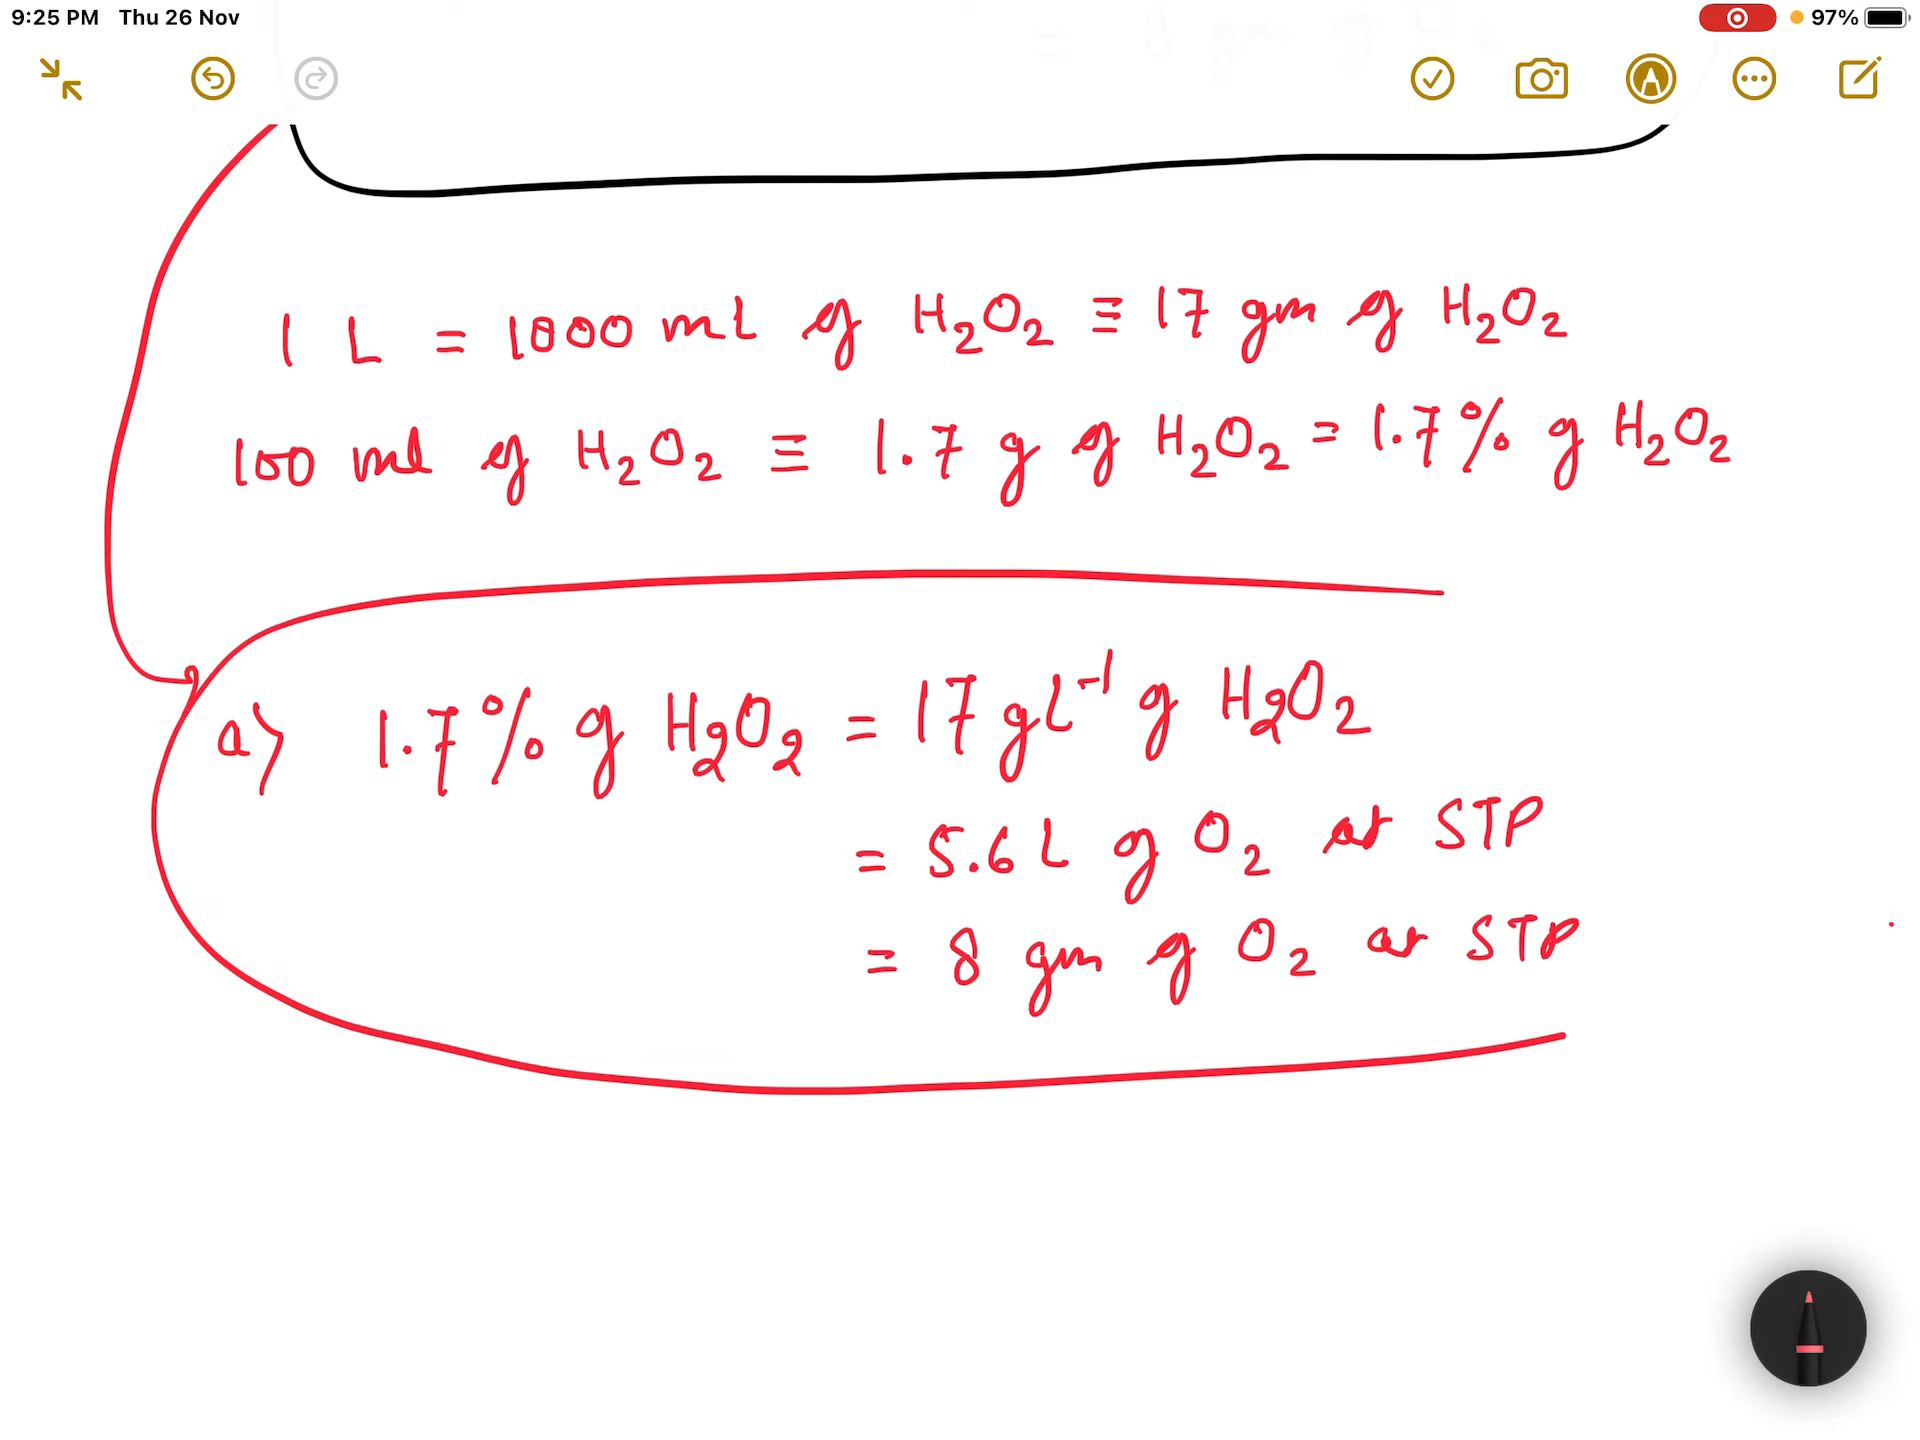 9:25 PM Thu 26 Nov 97%
1 L = 1000 ml of H₂O₂ ≡ 17 gm of H₂O₂
100 ml of H₂O₂ ≡ 1.7 g of H₂O₂ = 1.7% of H₂O₂
a) 1.7% of H₂O₂ = 17 gL⁻¹ of H₂O₂
= 5.6 L of O₂ at STP
= 8 gm of O₂ at STP